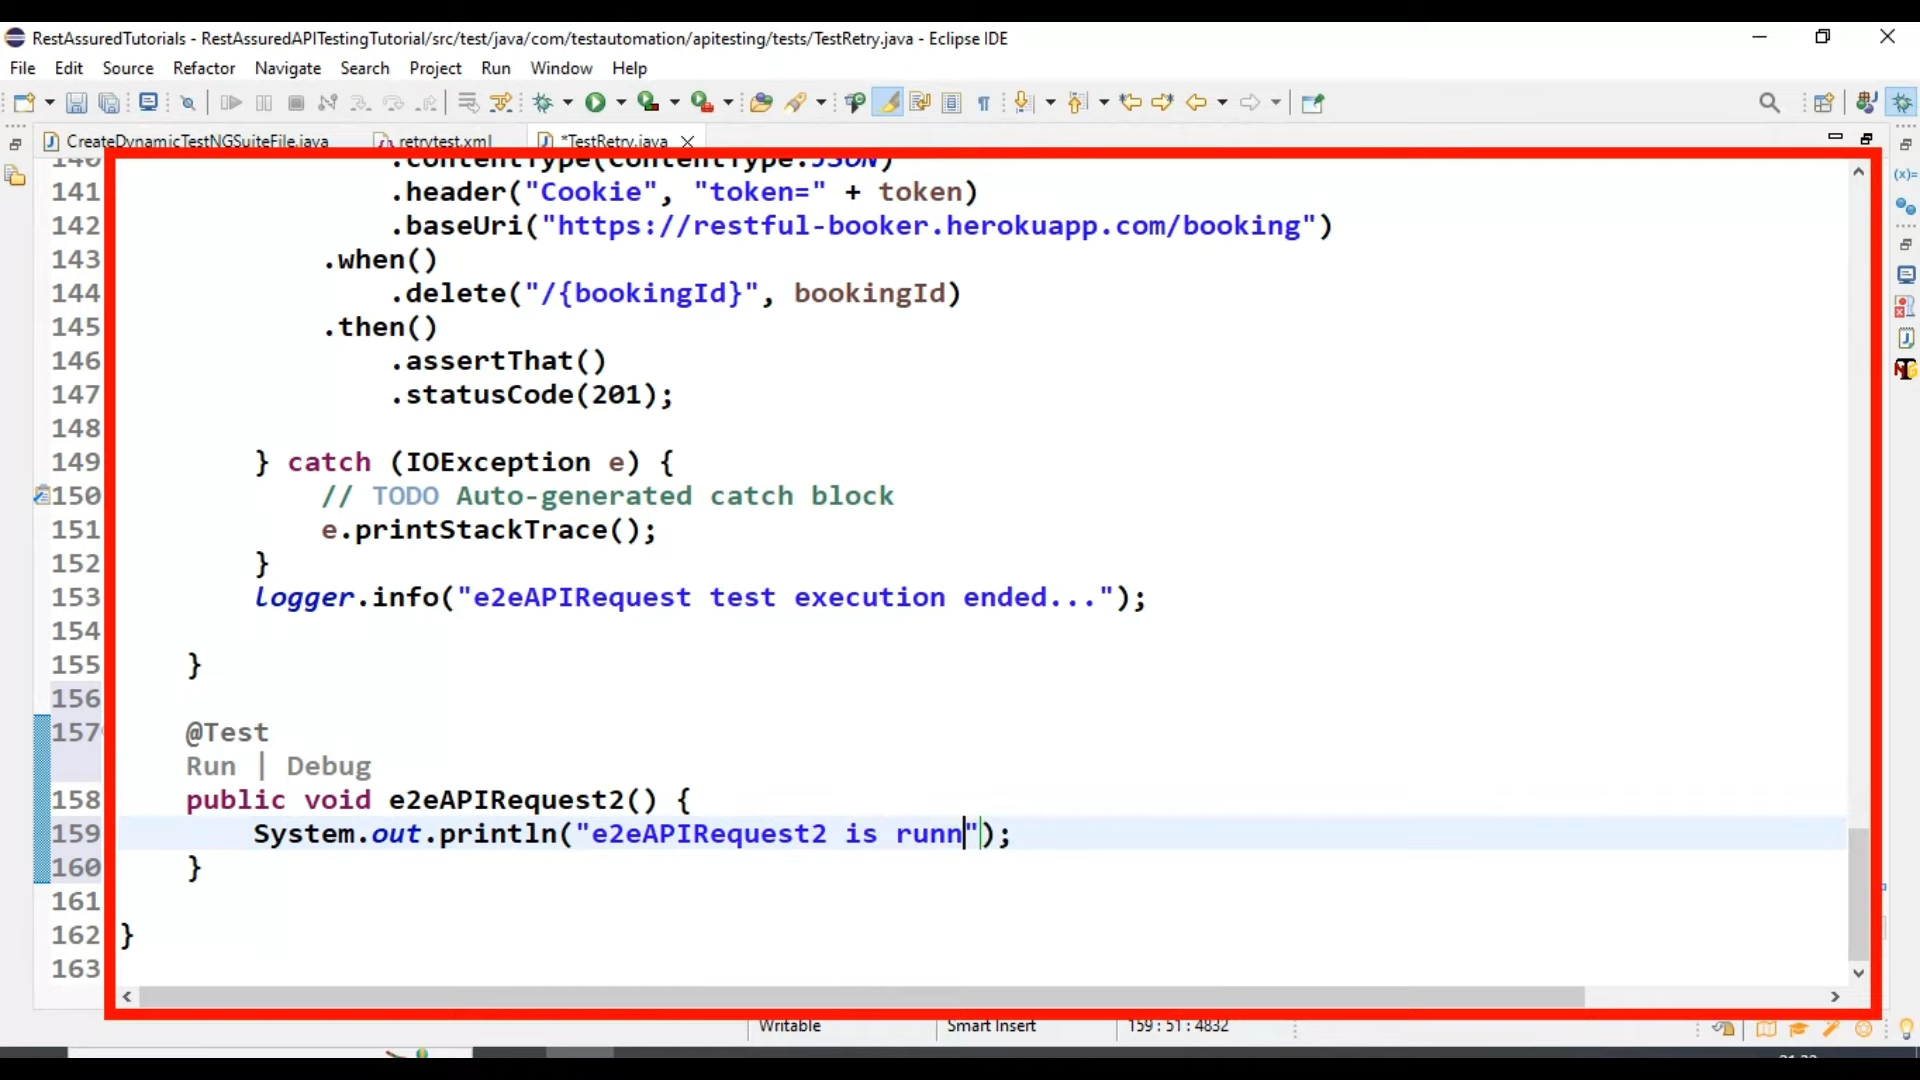 RestAssuredTutorials - RestAssuredAPITestingTutorial/src/test/java/com/testautomation/apitesting/tests/TestRetry.java - Eclipse IDE
File Edit Source Refactor Navigate Search Project Run Window Help
CreateDynamicTestNGSuiteFile.java retrytest.xml *TestRetry.java
140 .contentType(ContentType.JSON)
141 .header("Cookie", "token=" + token)
142 .baseUri("https://restful-booker.herokuapp.com/booking")
143 .when()
144 .delete("/{bookingId}", bookingId)
145 .then()
146 .assertThat()
147 .statusCode(201);
148
149 } catch (IOException e) {
150 // TODO Auto-generated catch block
151 e.printStackTrace();
152 }
153 logger.info("e2eAPIRequest test execution ended...");
154
155 }
156
157 @Test
Run | Debug
158 public void e2eAPIRequest2() {
159 System.out.println("e2eAPIRequest2 is runn");
160 }
161
162 }
163
Writable Smart Insert 159 : 51 : 4832